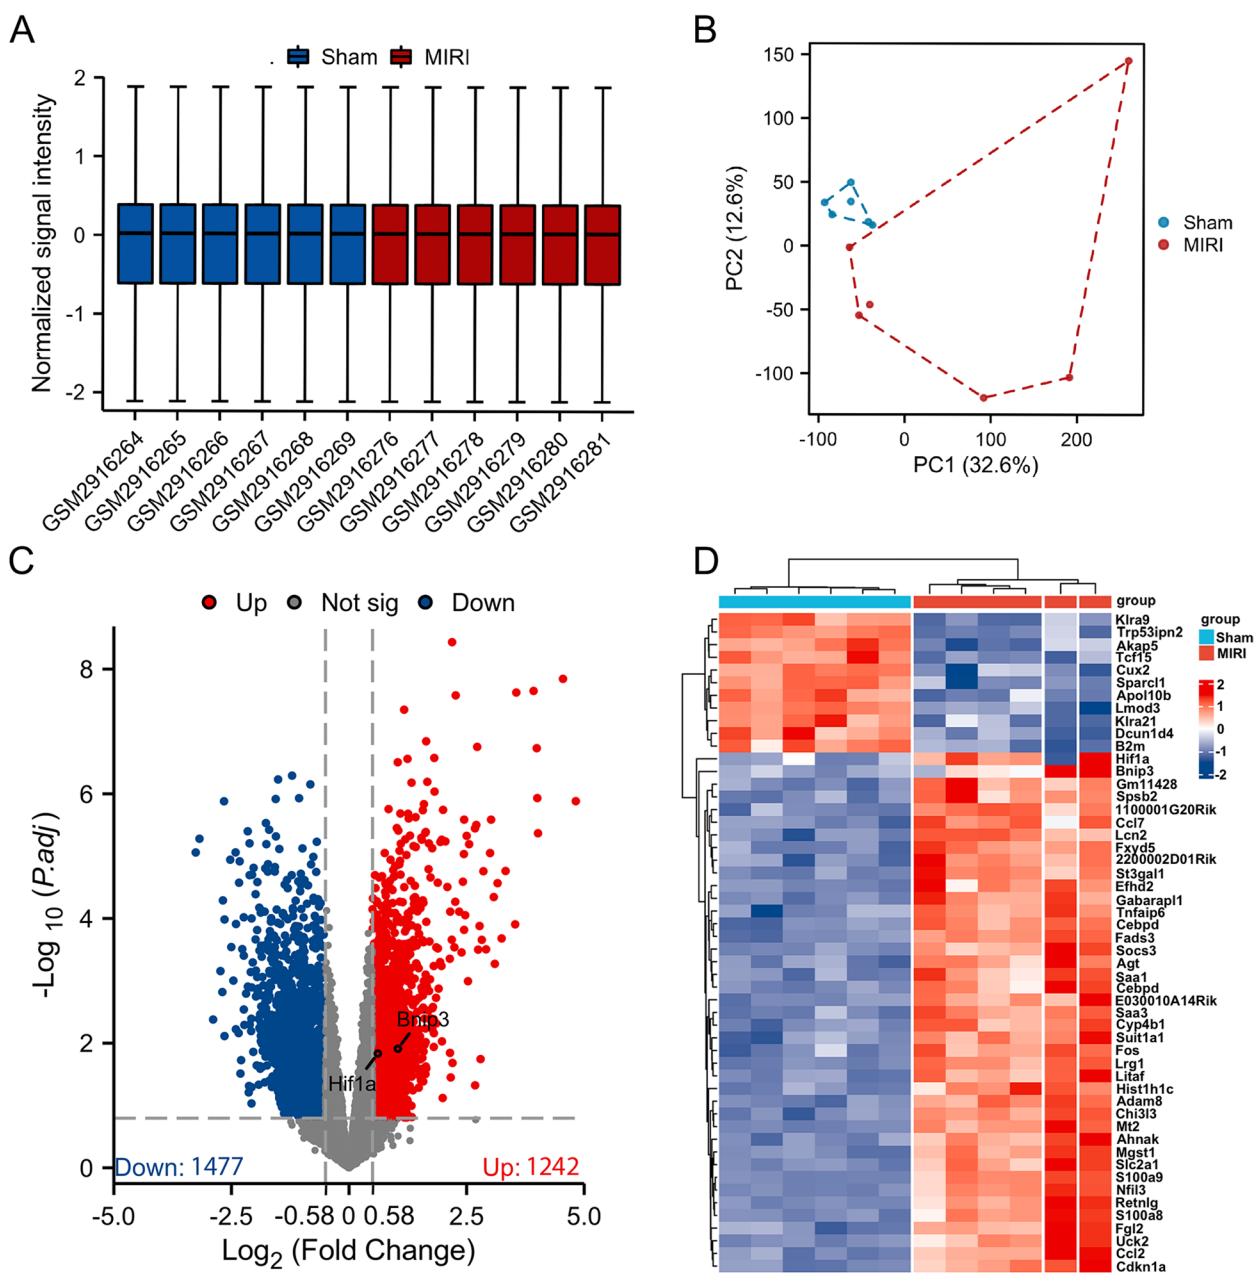 A
. Sham MIRI
Normalized signal intensity
2
1
0
-1
-2
GSM2916264
GSM2916265
GSM2916266
GSM2916267
GSM2916268
GSM2916269
GSM2916276
GSM2916277
GSM2916278
GSM2916279
GSM2916280
GSM2916281
B
PC2 (12.6%)
150
100
50
0
-50
-100
-100 0 100 200
PC1 (32.6%)
Sham
MIRI
C
Up Not sig Down
-Log 10 (P.adj)
8
6
4
2
0
Bnip3
Hif1a
Down: 1477
Up: 1242
-5.0 -2.5 -0.58 0 0.58 2.5 5.0
Log2 (Fold Change)
D
group
Klra9
Trp53ipn2
Akap5
Tcf15
Cux2
Sparcl1
Apol10b
Lmod3
Klra21
Dcun1d4
B2m
Hif1a
Bnip3
Gm11428
Spsb2
1100001G20Rik
Ccl7
Lcn2
Fxyd5
2200002D01Rik
St3gal1
Efhd2
Gabarapl1
Tnfaip6
Cebpd
Fads3
Socs3
Agt
Saa1
Cebpd
E030010A14Rik
Saa3
Cyp4b1
Suit1a1
Fos
Lrg1
Litaf
Hist1h1c
Adam8
Chi3l3
Mt2
Ahnak
Mgst1
Slc2a1
S100a9
Nfil3
Retnlg
S100a8
Fgl2
Uck2
Ccl2
Cdkn1a
group
Sham
MIRI
2
1
0
-1
-2